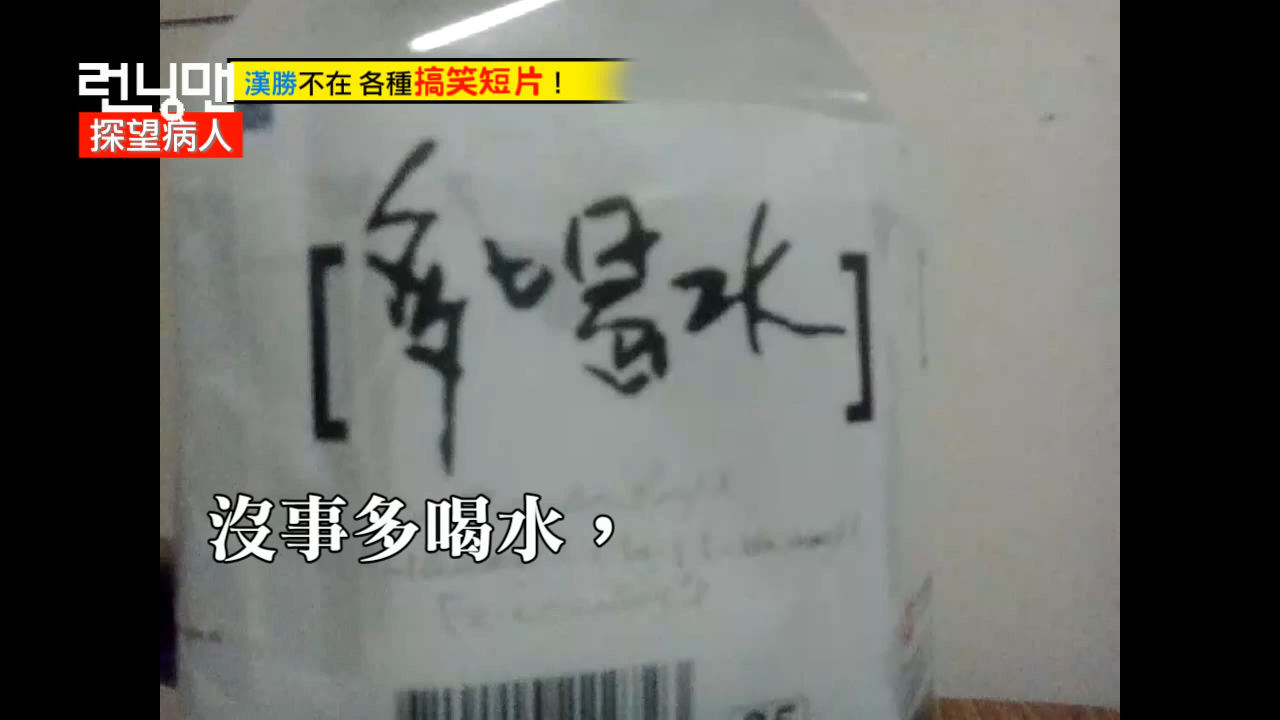 런닝맨
探望病人
漢勝不在 各種搞笑短片！
[多喝水]
沒事多喝水，